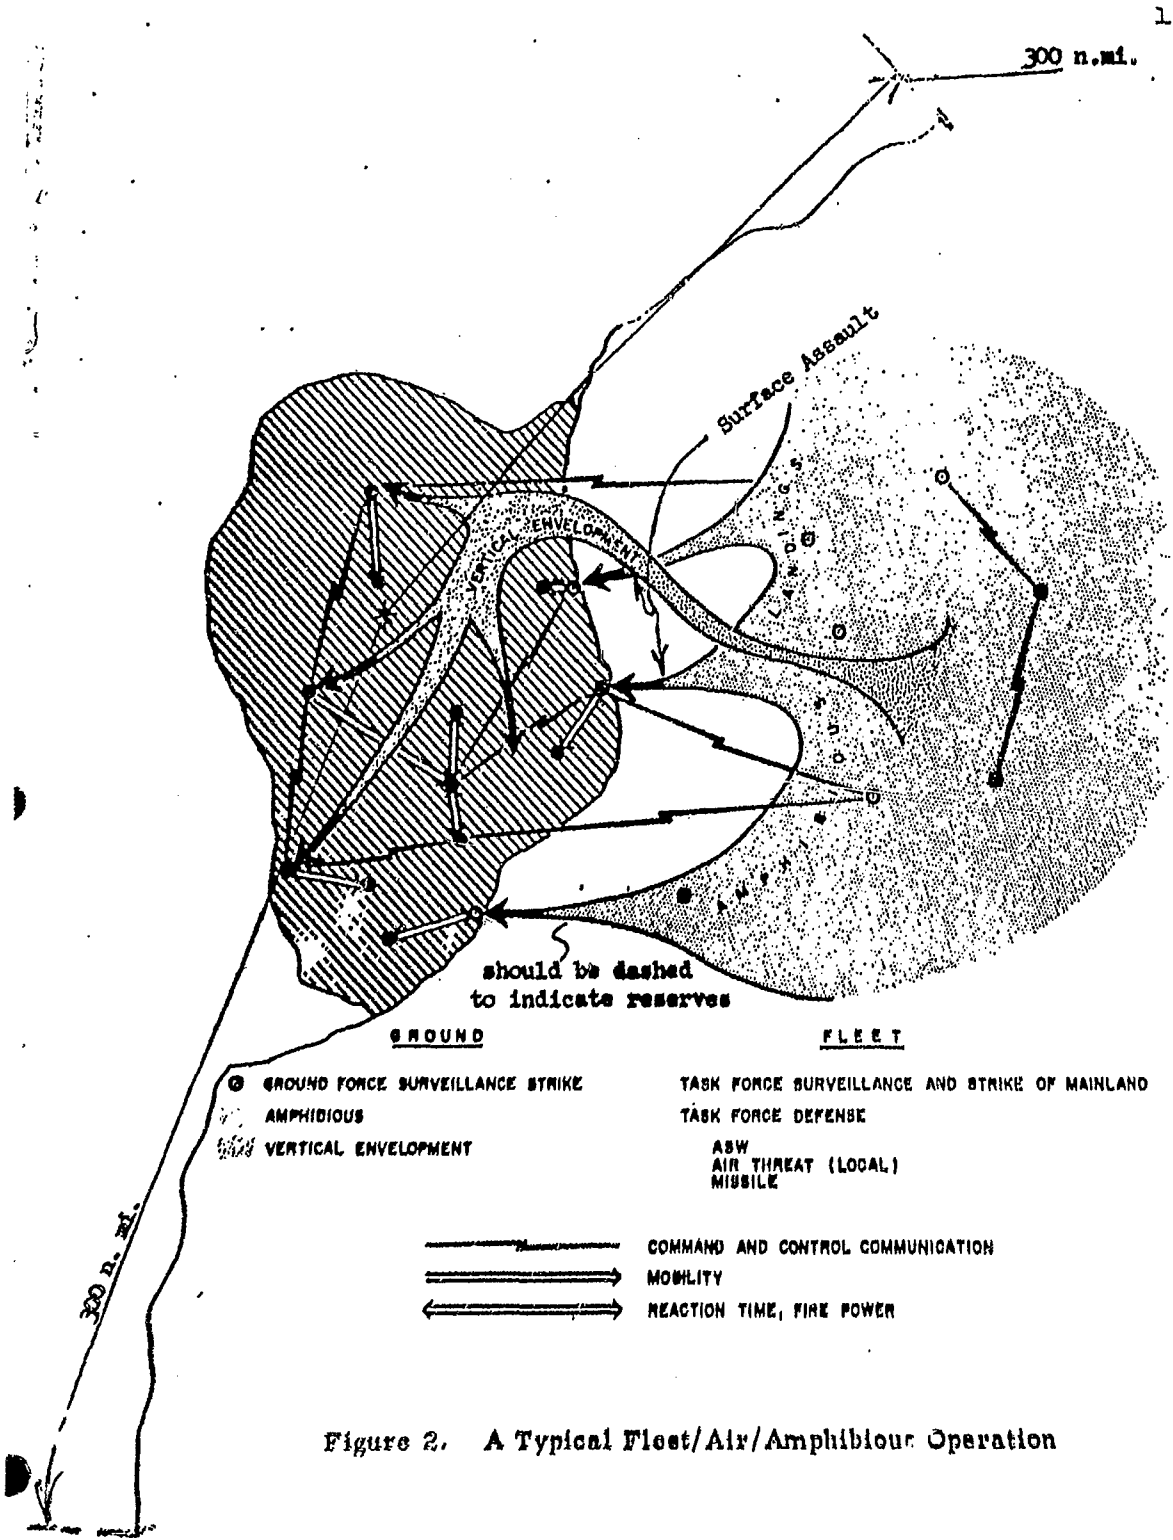 1
300 n.mi.
Surface Assault
LANDINGS
VERTICAL ENVELOPMENT
AMPHIBIOUS
should be dashed
to indicate reserves
GROUND
GROUND FORCE SURVEILLANCE STRIKE
AMPHIBIOUS
VERTICAL ENVELOPMENT
FLEET
TASK FORCE SURVEILLANCE AND STRIKE OF MAINLAND
TASK FORCE DEFENSE
ASW
AIR THREAT (LOCAL)
MISSILE
300 n. mi.
COMMAND AND CONTROL COMMUNICATION
MOBILITY
REACTION TIME, FIRE POWER
Figure 2. A Typical Fleet/Air/Amphibious Operation